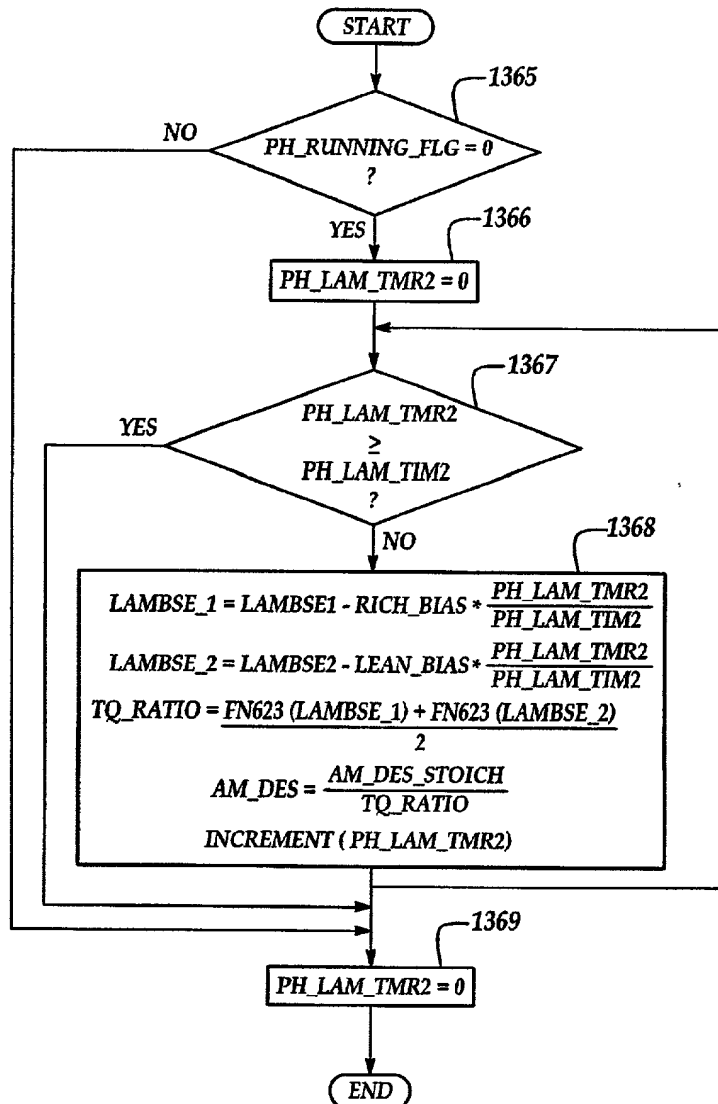 START
1365
NO
PH_RUNNING_FLG = 0
?
YES
1366
PH_LAM_TMR2 = 0
1367
YES
PH_LAM_TMR2
≥
PH_LAM_TIM2
?
NO
1368
LAMBSE_1 = LAMBSE1 - RICH_BIAS * PH_LAM_TMR2 / PH_LAM_TIM2
LAMBSE_2 = LAMBSE2 - LEAN_BIAS * PH_LAM_TMR2 / PH_LAM_TIM2
TQ_RATIO = FN623 (LAMBSE_1) + FN623 (LAMBSE_2) / 2
AM_DES = AM_DES_STOICH / TQ_RATIO
INCREMENT ( PH_LAM_TMR2)
1369
PH_LAM_TMR2 = 0
END